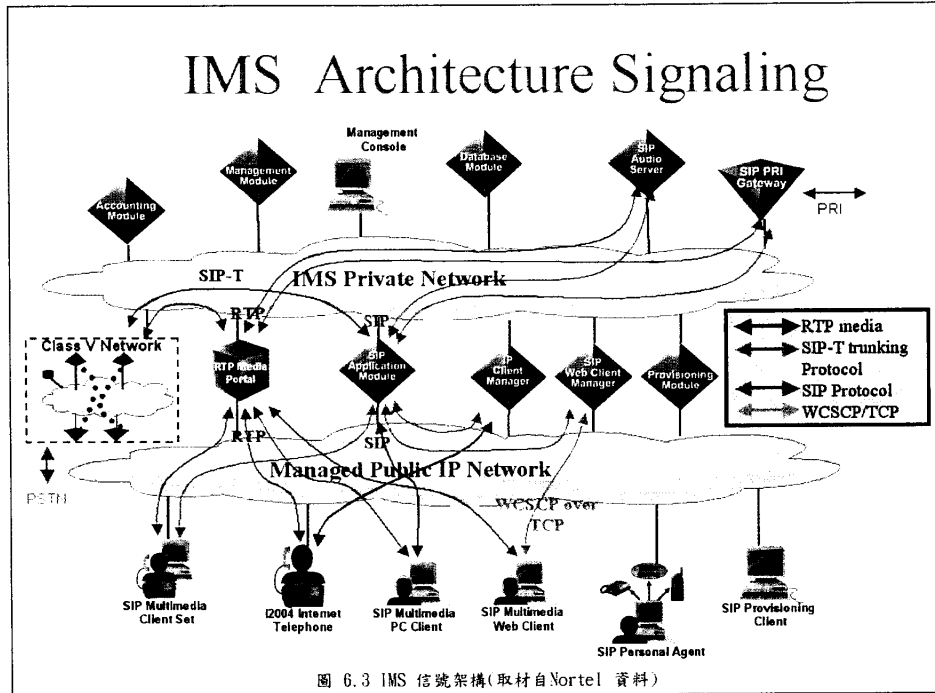 IMS Architecture Signaling
Management
Console
Accounting
Module
Management
Module
Database
Module
SIP
Audio
Server
SIP PRI
Gateway
PRI
SIP-T
IMS Private Network
RTP
SIP
Class V Network
RTP Media
Portal
SIP
Application
Module
IP
Client
Manager
SIP
Web Client
Manager
Provisioning
Module
RTP media
SIP-T trunking
Protocol
SIP Protocol
WCSCP/TCP
RTP
SIP
Managed Public IP Network
PSTN
WCSCP over
TCP
SIP Multimedia
Client Set
I2004 Internet
Telephone
SIP Multimedia
PC Client
SIP Multimedia
Web Client
SIP Personal Agent
SIP Provisioning
Client
圖 6.3 IMS 信號架構(取材自Nortel 資料)